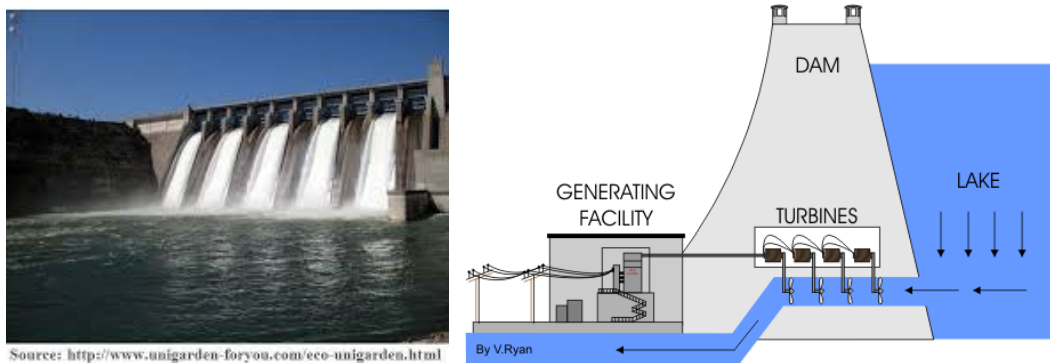 Source: http://www.unigarden-foryou.com/eco-unigarden.html
DAM
LAKE
GENERATING
FACILITY
TURBINES
By V.Ryan